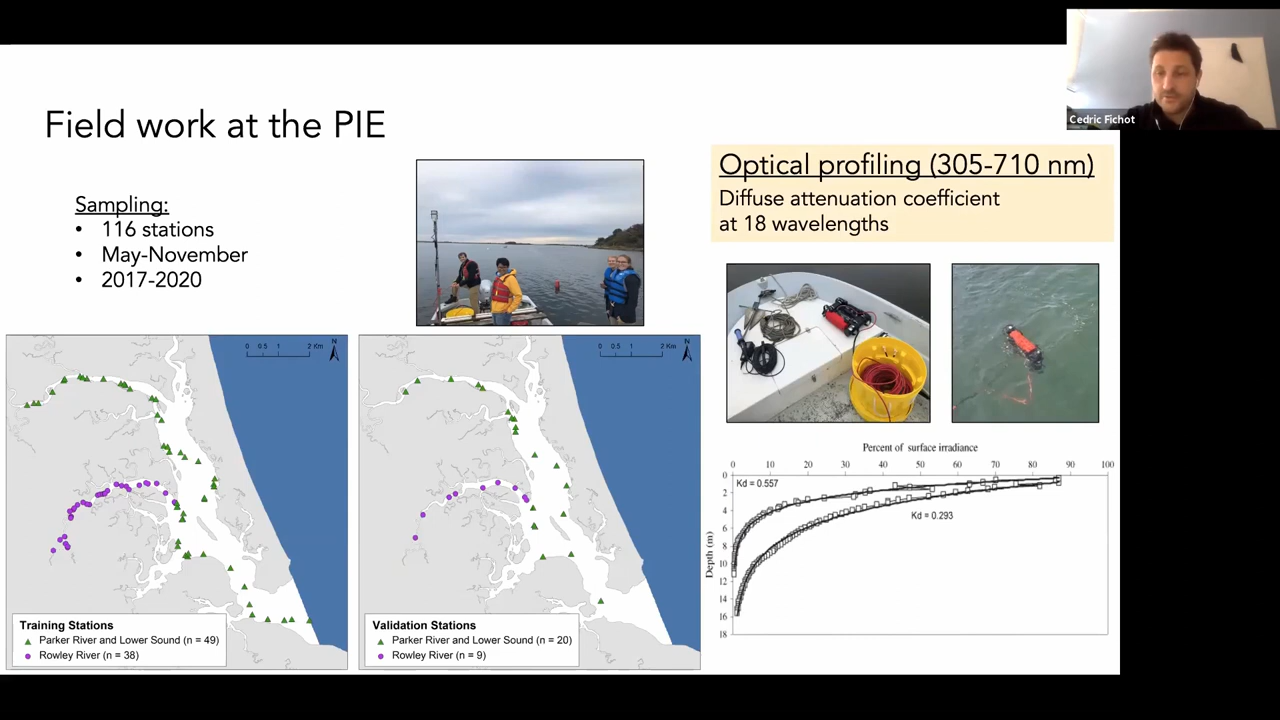 Cedric Fichot
Field work at the PIE
Sampling:
• 116 stations
• May-November
• 2017-2020
Optical profiling (305-710 nm)
Diffuse attenuation coefficient
at 18 wavelengths
0 0.5 1 2 Km
N
Training Stations
Parker River and Lower Sound (n = 49)
Rowley River (n = 38)
0 0.5 1 2 Km
N
Validation Stations
Parker River and Lower Sound (n = 20)
Rowley River (n = 9)
Percent of surface irradiance
0 10 20 30 40 50 60 70 80 90 100
Depth (m)
0
2
4
6
8
10
12
14
16
18
Kd = 0.557
Kd = 0.293